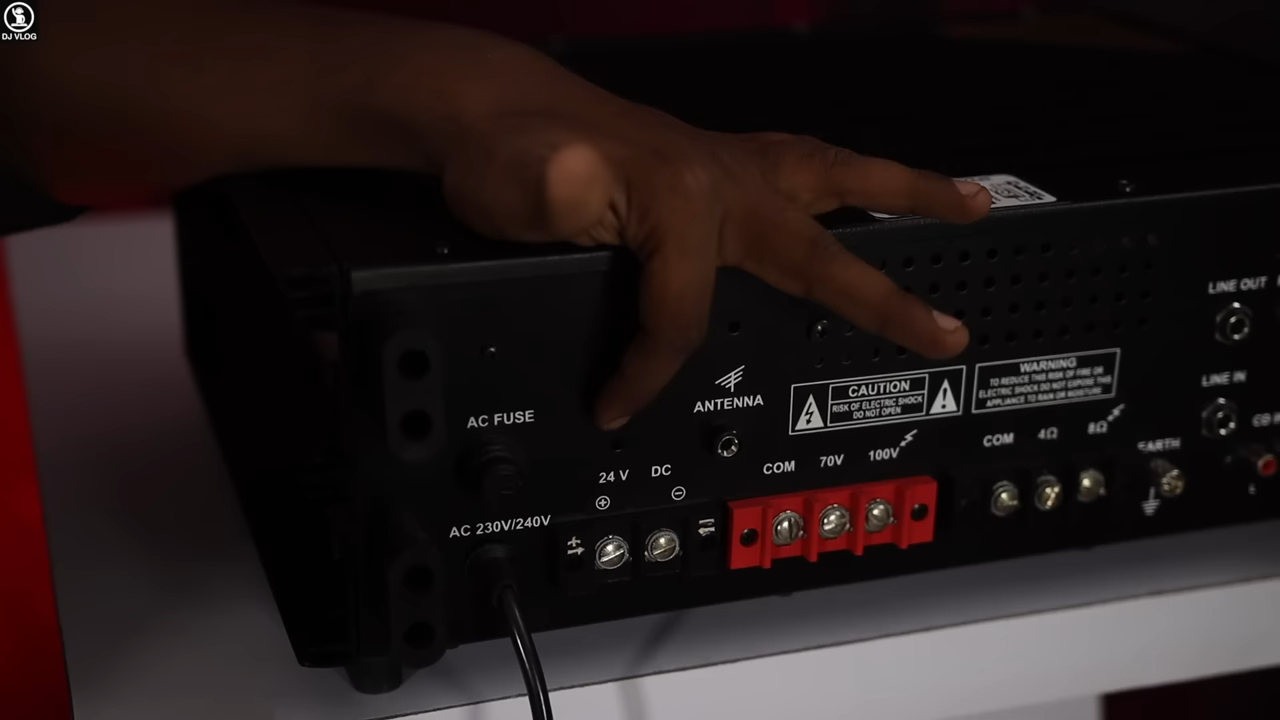 DJ VLOG
LINE OUT
LINE IN
AC FUSE
ANTENNA
CAUTION
RISK OF ELECTRIC SHOCK
DO NOT OPEN
WARNING
TO REDUCE THIS RISK OF FIRE OR
ELECTRIC SHOCK DO NOT EXPOSE THIS
APPLIANCE TO RAIN OR MOISTURE
24 V DC
COM 70V 100V
COM 4Ω 8Ω
EARTH
AC 230V/240V
L